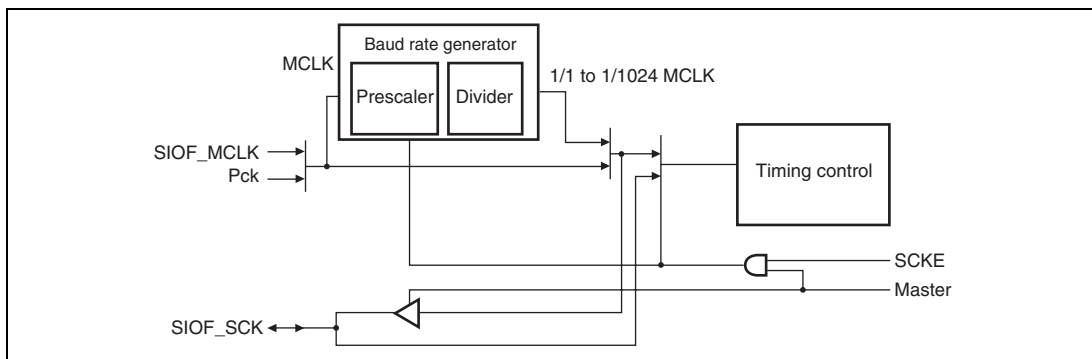 Baud rate generator
MCLK
1/1 to 1/1024 MCLK
Prescaler
Divider
SIOF_MCLK
Pck
Timing control
SCKE
Master
SIOF_SCK